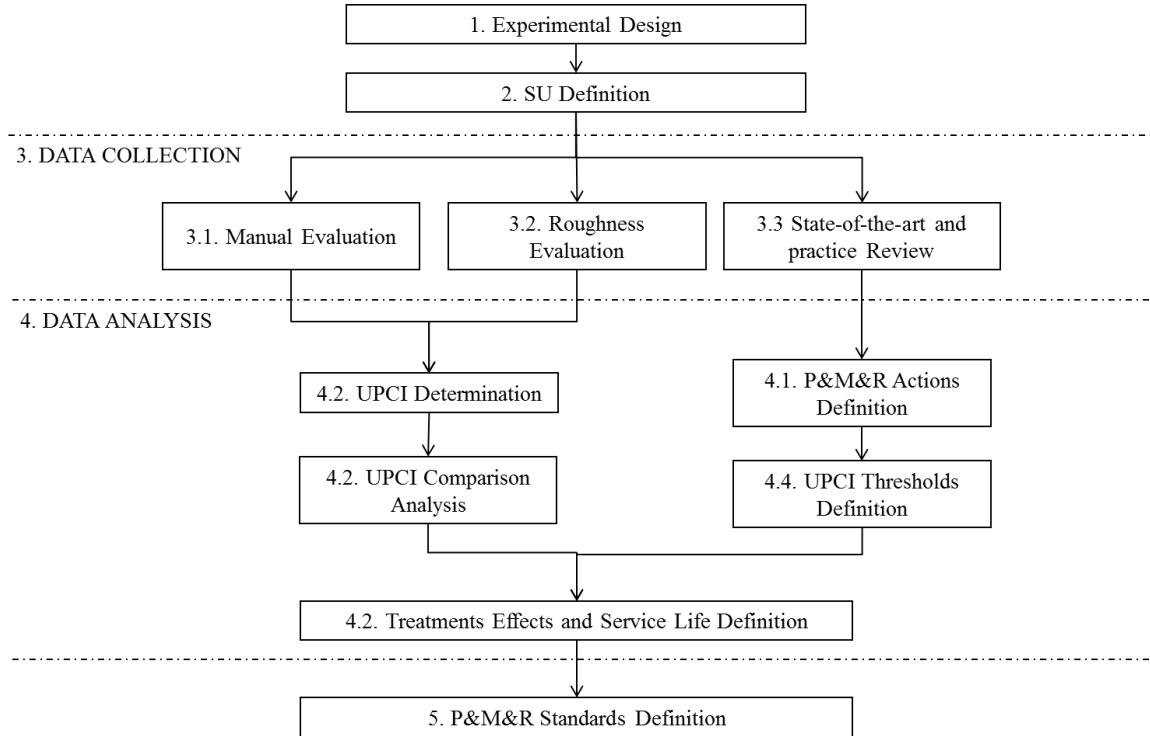 1. Experimental Design
2. SU Definition
3. DATA COLLECTION
3.1. Manual Evaluation
3.2. Roughness
Evaluation
3.3 State-of-the-art and
practice Review
4. DATA ANALYSIS
4.2. UPCI Determination
4.1. P&M&R Actions
Definition
4.2. UPCI Comparison
Analysis
4.4. UPCI Thresholds
Definition
4.2. Treatments Effects and Service Life Definition
5. P&M&R Standards Definition